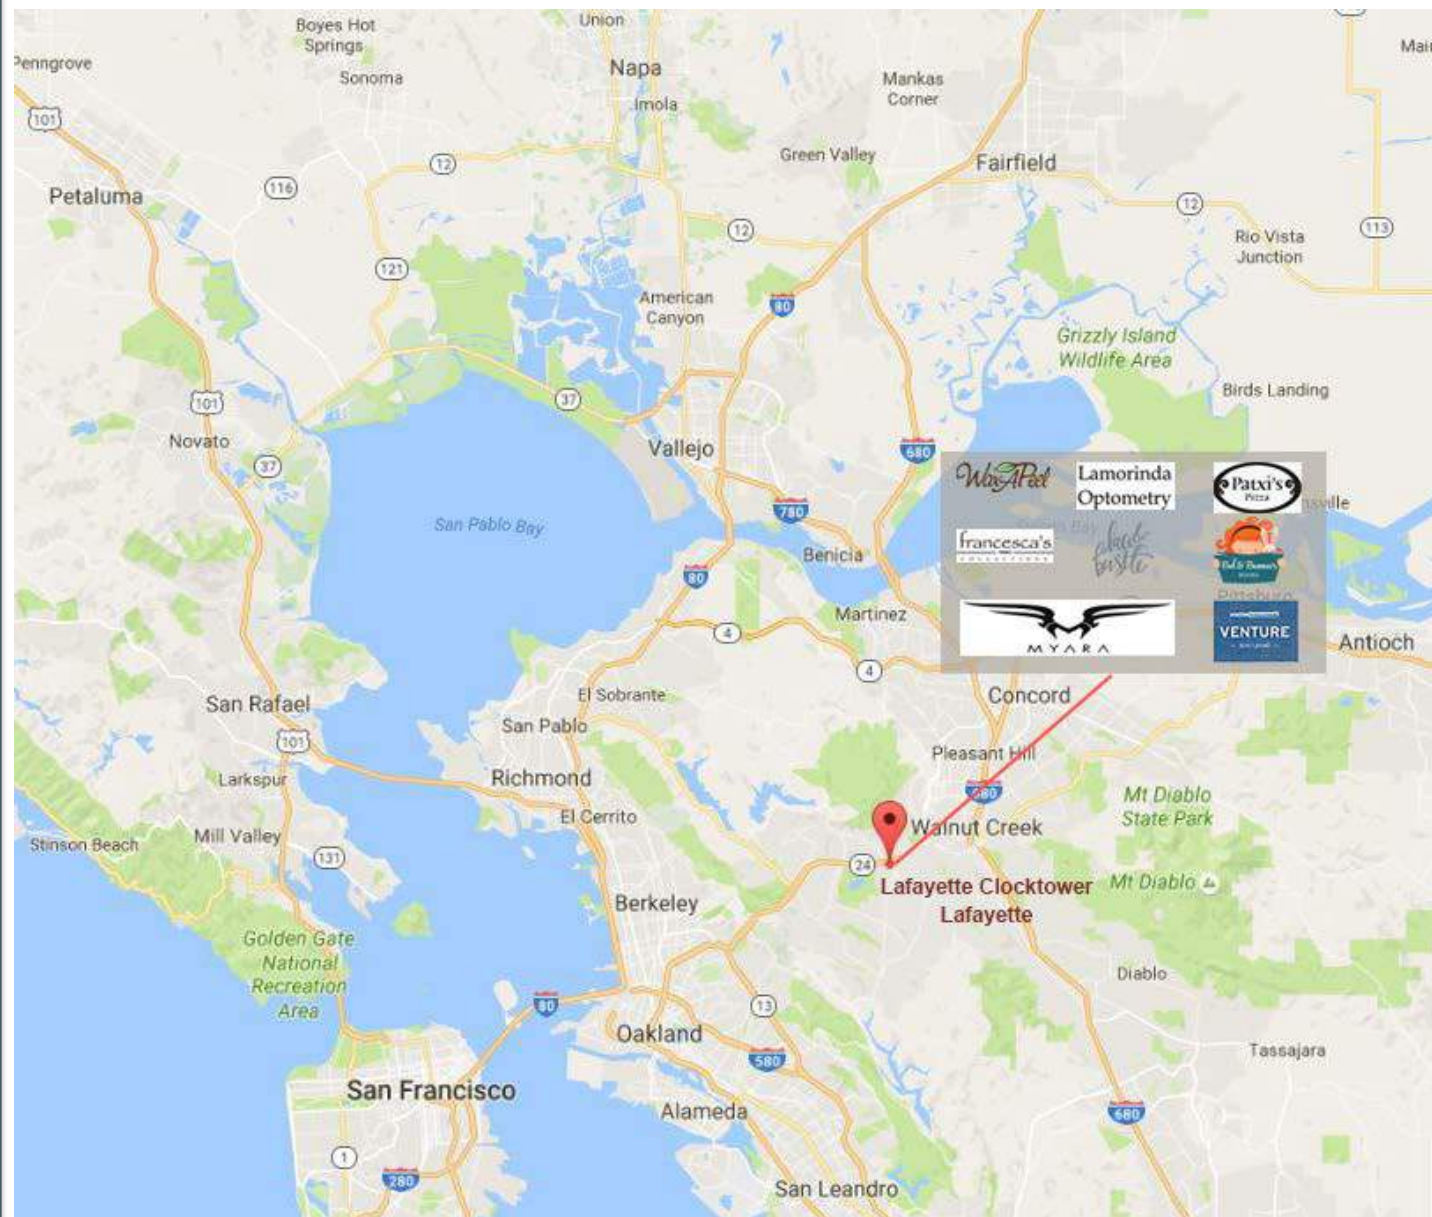 Boyes Hot
Springs
Union
Penngrove
Sonoma
Napa
Imola
Mankas
Corner
101
12
Green Valley
Fairfield
Petaluma
116
12
12
113
Rio Vista
Junction
121
American
Canyon
80
Grizzly Island
Wildlife Area
101
37
Birds Landing
Novato
37
Vallejo
680
WaxAPeel
Lamorinda
Optometry
Patxi's
Pizza
San Pablo Bay
780
francesca's
COLLECTIONS
Benicia
80
Martinez
4
4
Pittsburg
MYARA
VENTURE
Antioch
El Sobrante
San Rafael
Concord
San Pablo
101
Pleasant Hill
Larkspur
Richmond
680
Mt Diablo
State Park
El Cerrito
Mill Valley
Walnut Creek
Stinson Beach
131
24
Lafayette Clocktower
Lafayette
Mt Diablo
Berkeley
Golden Gate
National
Recreation
Area
Diablo
80
13
Oakland
580
Tassajara
San Francisco
Alameda
680
1
280
San Leandro